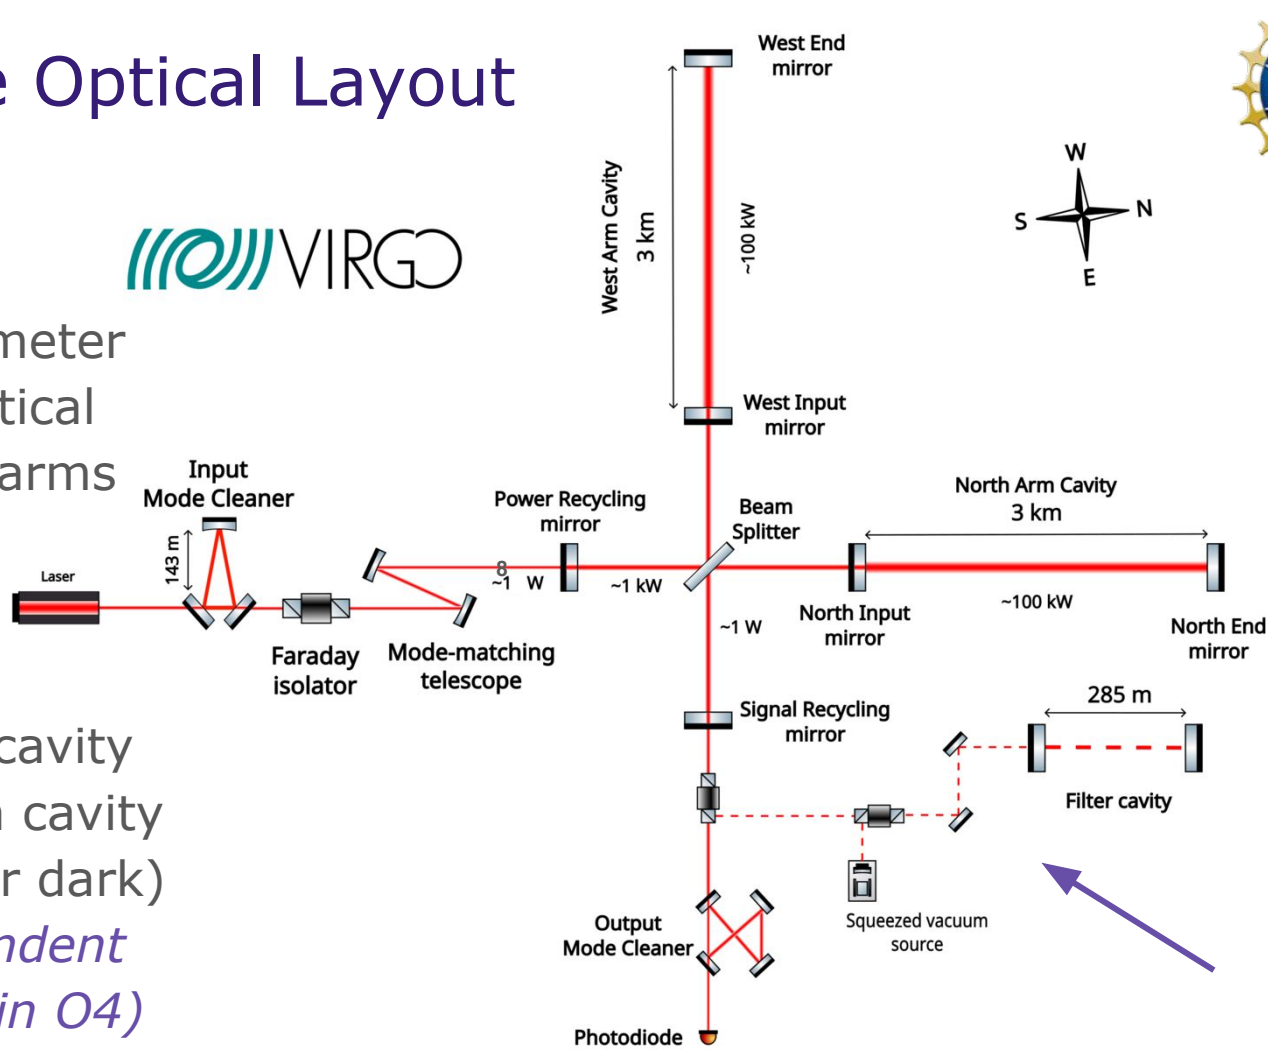 e Optical Layout
West End
mirror
W
N
S
E
West Arm Cavity
3 km
~100 kW
VIRGO
meter
tical
arms
West Input
mirror
Input
Mode Cleaner
143 m
Laser
Power Recycling
mirror
Beam
Splitter
North Arm Cavity
3 km
8
~1 W
~1 kW
~100 kW
~1 W
North Input
mirror
North End
mirror
Faraday
isolator
Mode-matching
telescope
Signal Recycling
mirror
285 m
Filter cavity
cavity
n cavity
r dark)
ndent
in O4)
Squeezed vacuum
source
Output
Mode Cleaner
Photodiode